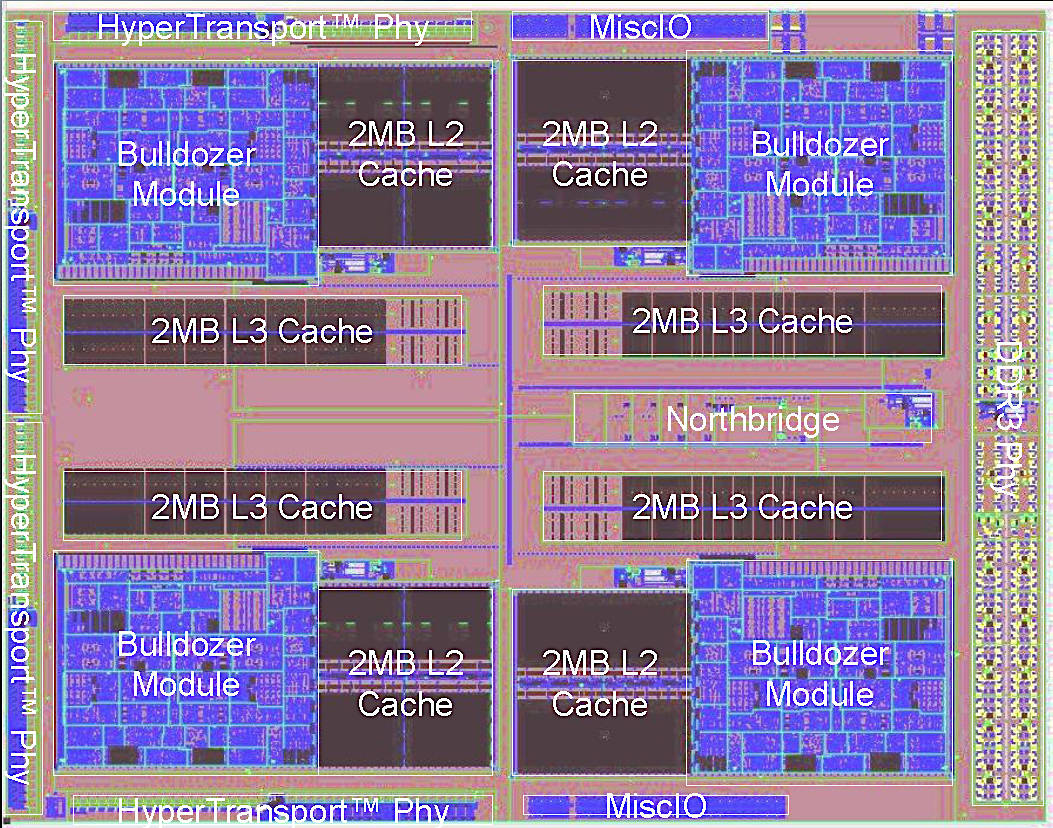 HyperTransport™ Phy
MiscIO
HyperTransport™ Phy
Bulldozer
Module
2MB L2
Cache
2MB L2
Cache
Bulldozer
Module
2MB L3 Cache
2MB L3 Cache
DDR3 Phy
Northbridge
2MB L3 Cache
2MB L3 Cache
HyperTransport™ Phy
Bulldozer
Module
2MB L2
Cache
2MB L2
Cache
Bulldozer
Module
HyperTransport™ Phy
MiscIO